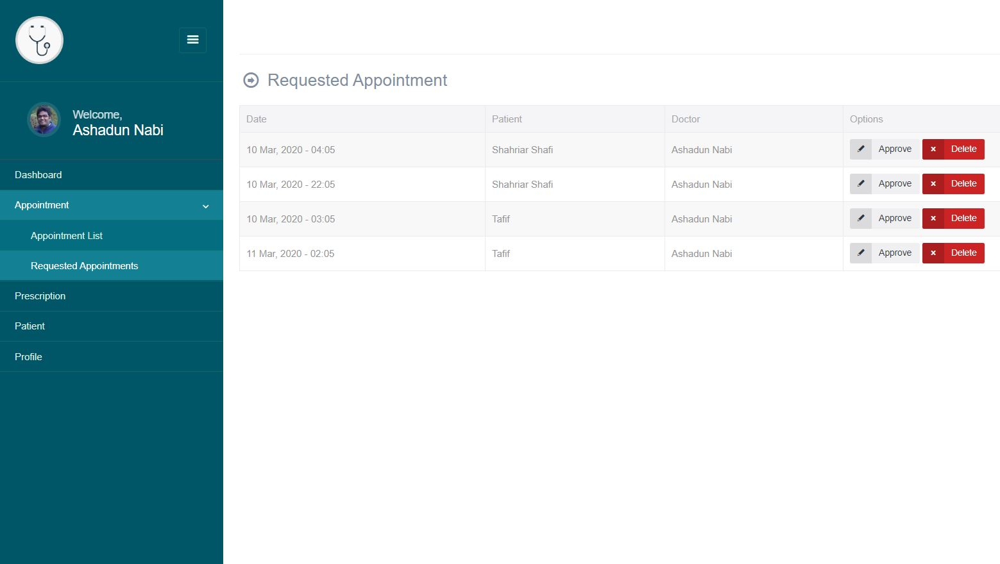 Welcome,
Ashadun Nabi
Dashboard
Appointment
Appointment List
Requested Appointments
Prescription
Patient
Profile
Requested Appointment
Date Patient Doctor Options
10 Mar, 2020 - 04:05 Shahriar Shafi Ashadun Nabi Approve Delete
10 Mar, 2020 - 22:05 Shahriar Shafi Ashadun Nabi Approve Delete
10 Mar, 2020 - 03:05 Tafif Ashadun Nabi Approve Delete
11 Mar, 2020 - 02:05 Tafif Ashadun Nabi Approve Delete